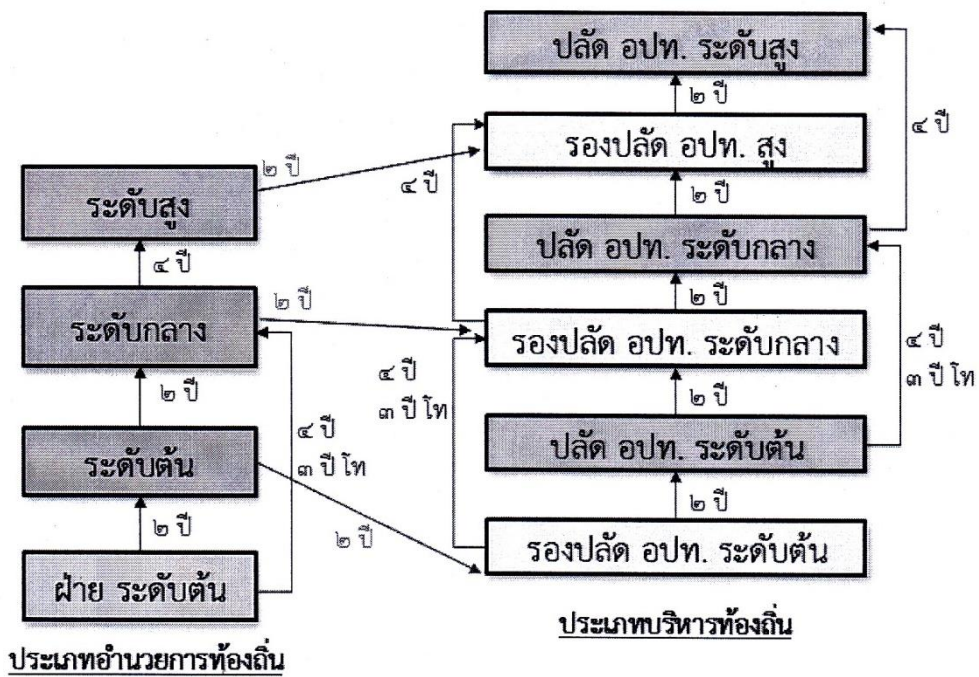 ปลัด อปท. ระดับสูง
๒ ปี
๔ ปี
รองปลัด อปท. สูง
๒ ปี
๔ ปี
ระดับสูง
๒ ปี
ปลัด อปท. ระดับกลาง
๔ ปี
๒ ปี
ระดับกลาง
๒ ปี
รองปลัด อปท. ระดับกลาง
๔ ปี
๓ ปี โท
๔ ปี
๓ ปี โท
๒ ปี
๒ ปี
๔ ปี
๓ ปี โท
ระดับต้น
ปลัด อปท. ระดับต้น
๒ ปี
๒ ปี
๒ ปี
ฝ่าย ระดับต้น
รองปลัด อปท. ระดับต้น
ประเภทอำนวยการท้องถิ่น
ประเภทบริหารท้องถิ่น